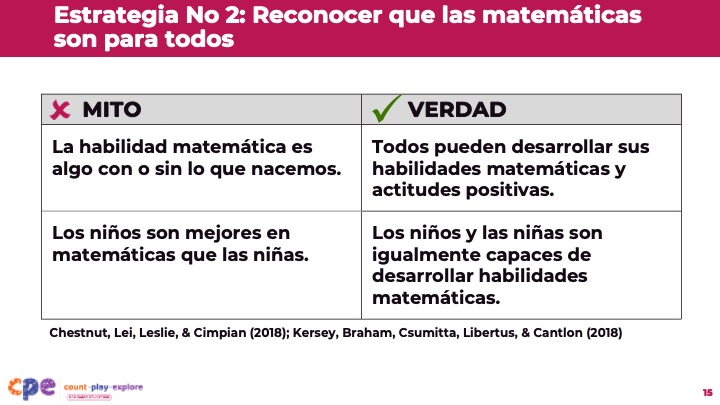 Estrategia No 2: Reconocer que las matemáticas
son para todos
MITO
VERDAD
La habilidad matemática es
algo con o sin lo que nacemos.
Todos pueden desarrollar sus
habilidades matemáticas y
actitudes positivas.
Los niños son mejores en
matemáticas que las niñas.
Los niños y las niñas son
igualmente capaces de
desarrollar habilidades
matemáticas.
Chestnut, Lei, Leslie, & Cimpian (2018); Kersey, Braham, Csumitta, Libertus, & Cantlon (2018)
cpe
count-play-explore
15